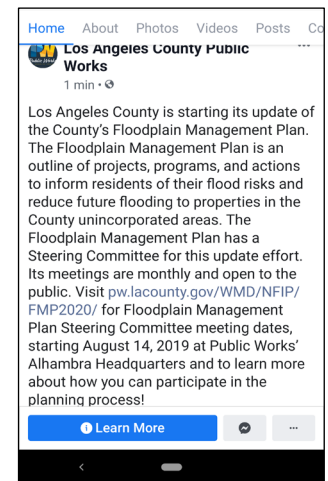 Home About Photos Videos Posts Co
Los Angeles County Public
Works
1 min •
Los Angeles County is starting its update of
the County's Floodplain Management Plan.
The Floodplain Management Plan is an
outline of projects, programs, and actions
to inform residents of their flood risks and
reduce future flooding to properties in the
County unincorporated areas. The
Floodplain Management Plan has a
Steering Committee for this update effort.
Its meetings are monthly and open to the
public. Visit pw.lacounty.gov/WMD/NFIP/
FMP2020/ for Floodplain Management
Plan Steering Committee meeting dates,
starting August 14, 2019 at Public Works'
Alhambra Headquarters and to learn more
about how you can participate in the
planning process!
Learn More